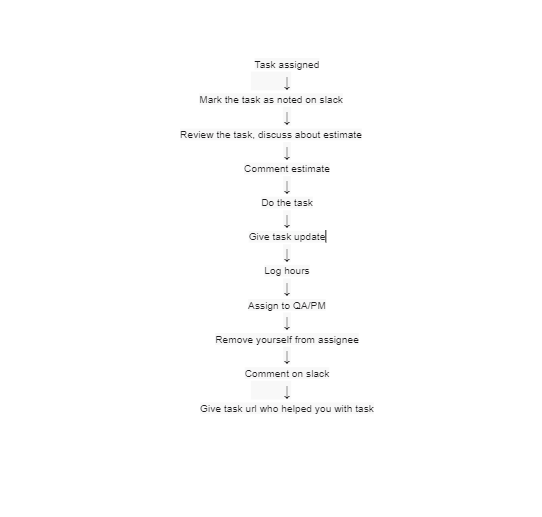 Task assigned
↓
Mark the task as noted on slack
↓
Review the task, discuss about estimate
↓
Comment estimate
↓
Do the task
↓
Give task update
↓
Log hours
↓
Assign to QA/PM
↓
Remove yourself from assignee
↓
Comment on slack
↓
Give task url who helped you with task